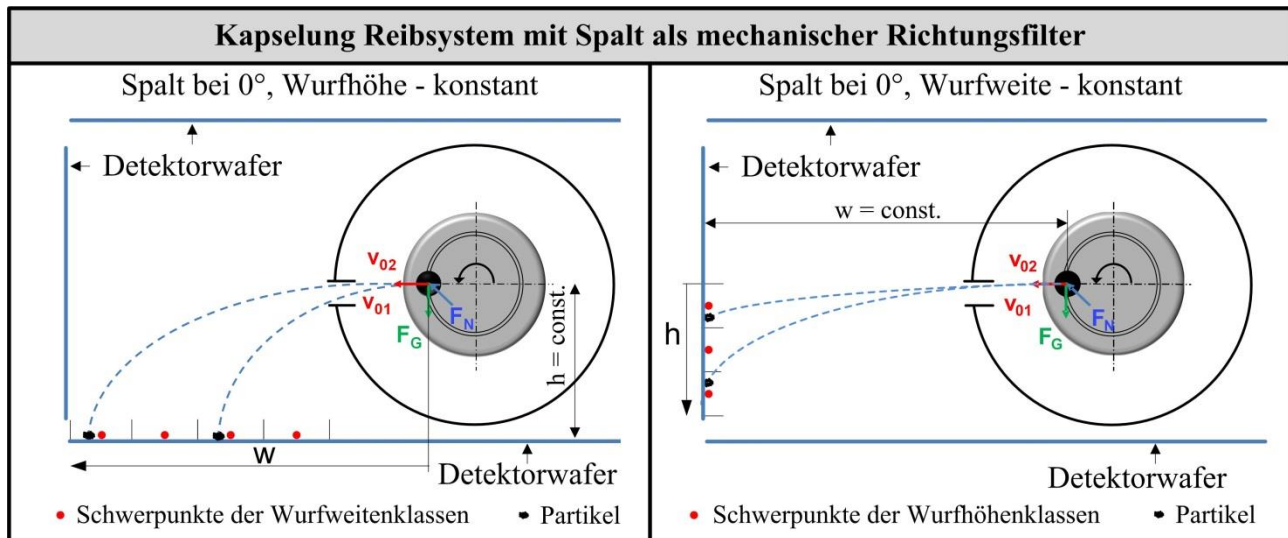 Kapselung Reibsystem mit Spalt als mechanischer Richtungsfilter
Spalt bei 0°, Wurfhöhe - konstant
Detektorwafer
v02
v01
FN
FG
h = const.
w
Detektorwafer
Schwerpunkte der Wurfweitenklassen
Partikel
Spalt bei 0°, Wurfweite - konstant
Detektorwafer
w = const.
v02
v01
FN
FG
h
Detektorwafer
Schwerpunkte der Wurfhöhenklassen
Partikel